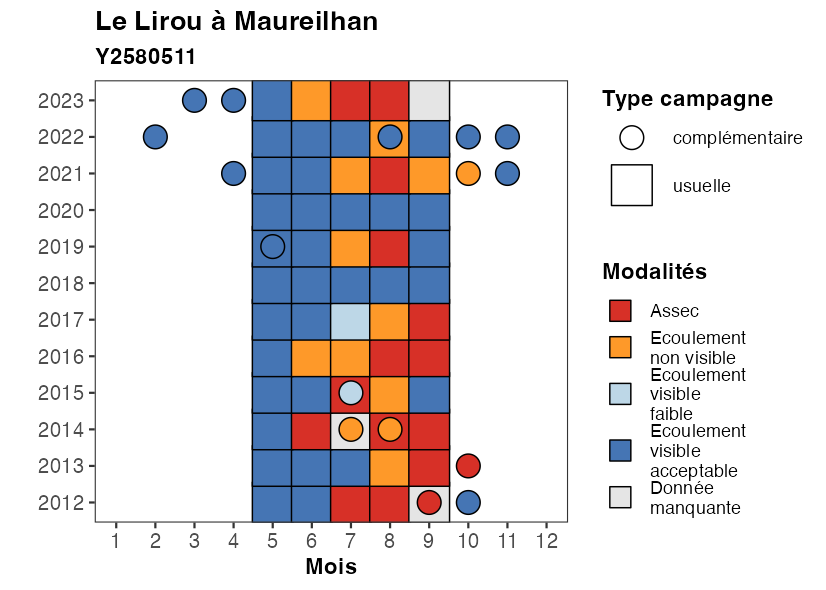 Le Lirou à Maureilhan
Y2580511
2023
2022
2021
2020
2019
2018
2017
2016
2015
2014
2013
2012
1 2 3 4 5 6 7 8 9 10 11 12
Mois
Type campagne
complémentaire
usuelle
Modalités
Assec
Ecoulement
non visible
Ecoulement
visible
faible
Ecoulement
visible
acceptable
Donnée
manquante